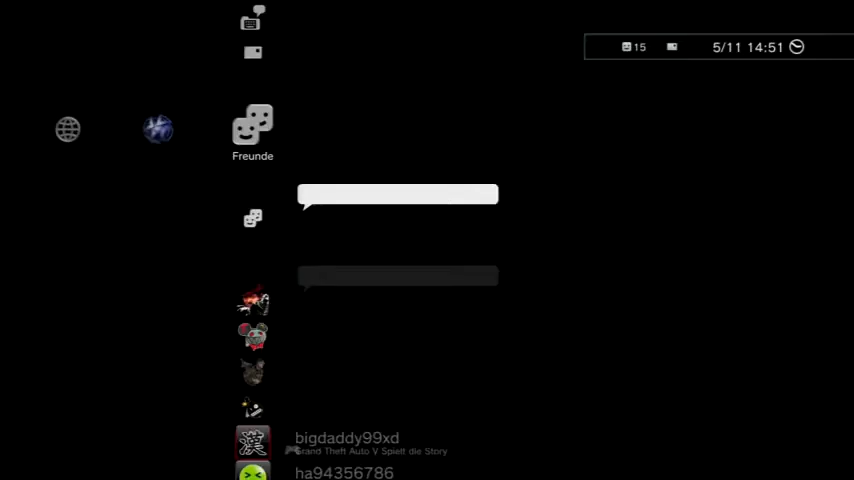 15 5/11 14:51
Freunde
漢
bigdaddy99xd
Grand Theft Auto V Spielt die Story
ha94356786